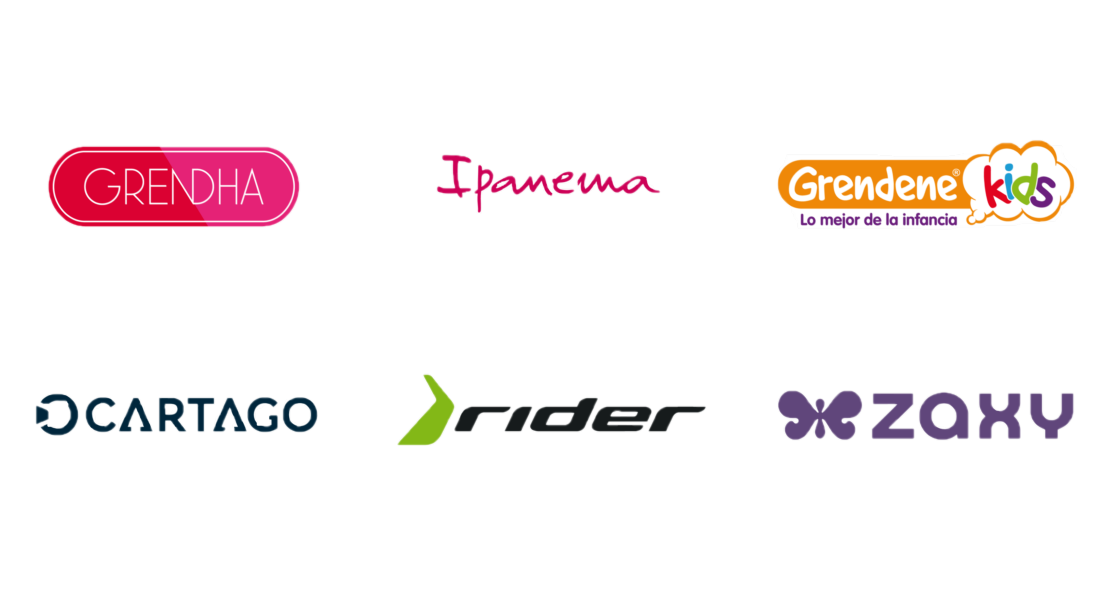 GRENDHA
Ipanema
Grendene® kids
Lo mejor de la infancia
CARTAGO
rider
zaxy